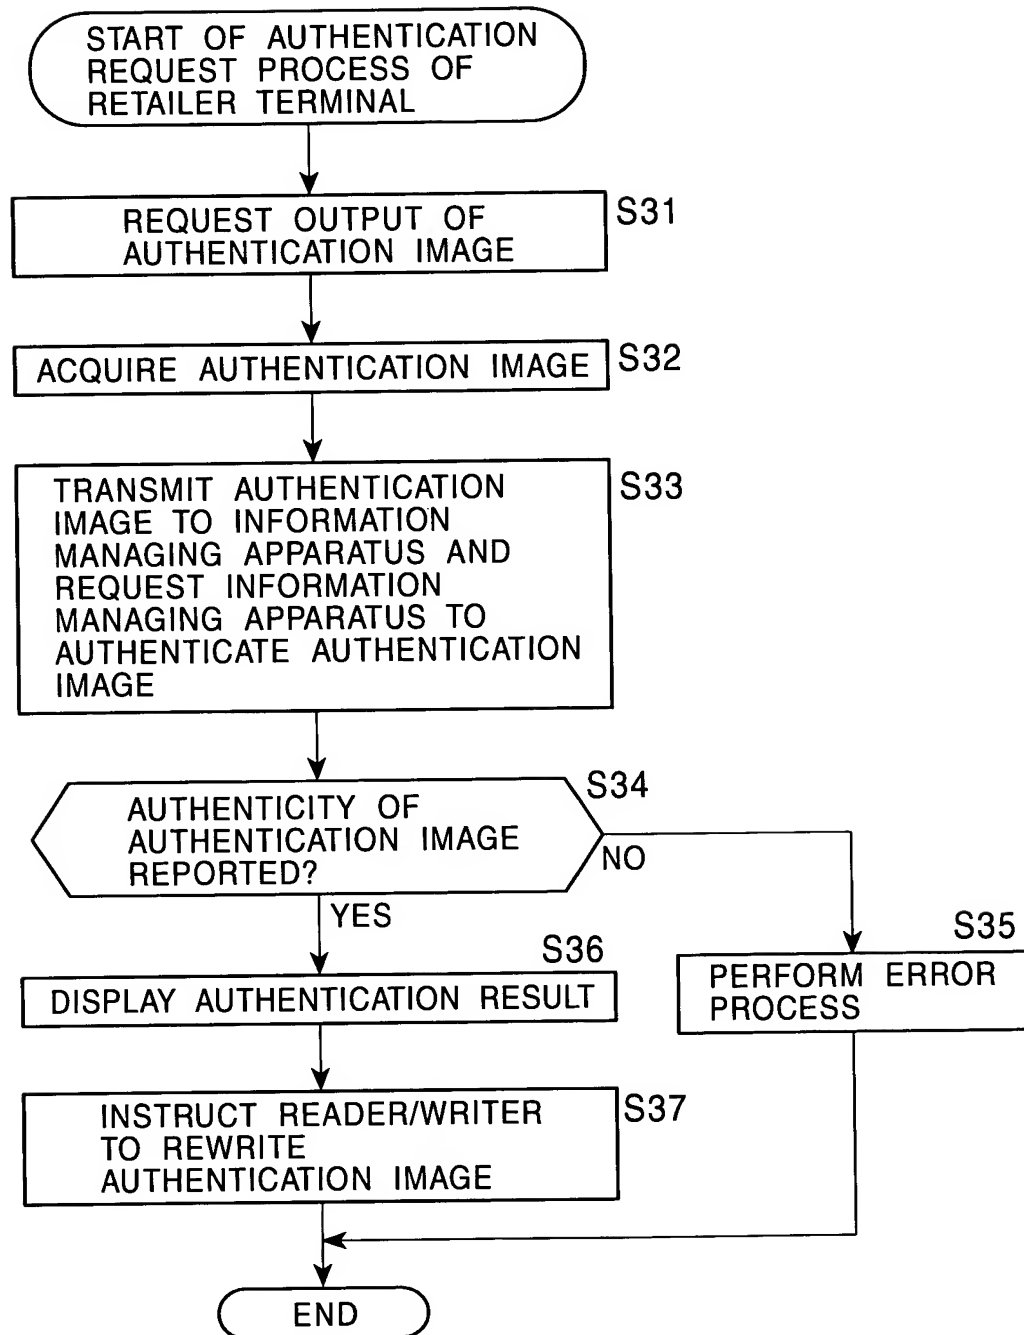 START OF AUTHENTICATION
REQUEST PROCESS OF
RETAILER TERMINAL
REQUEST OUTPUT OF
AUTHENTICATION IMAGE
S31
ACQUIRE AUTHENTICATION IMAGE
S32
TRANSMIT AUTHENTICATION
IMAGE TO INFORMATION
MANAGING APPARATUS AND
REQUEST INFORMATION
MANAGING APPARATUS TO
AUTHENTICATE AUTHENTICATION
IMAGE
S33
S34
AUTHENTICITY OF
AUTHENTICATION IMAGE
REPORTED?
NO
YES
S35
PERFORM ERROR
PROCESS
S36
DISPLAY AUTHENTICATION RESULT
INSTRUCT READER/WRITER
TO REWRITE
AUTHENTICATION IMAGE
S37
END